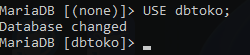 MariaDB [(none)]> USE dbtoko;
Database changed
MariaDB [dbtoko]>